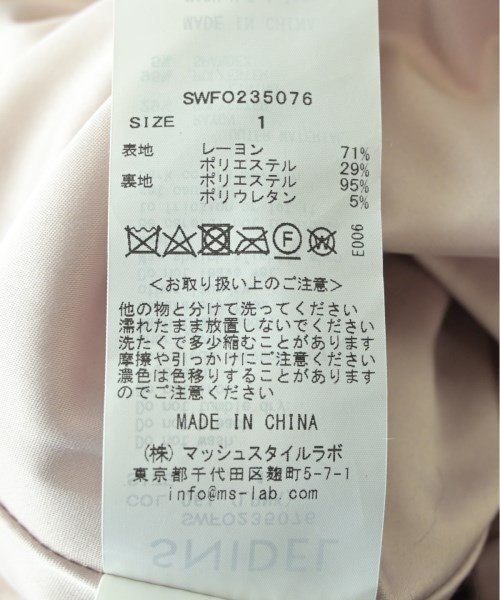 SWFO235076
SIZE 1
表地 レーヨン 71%
ポリエステル 29%
裏地 ポリエステル 95%
ポリウレタン 5%
F W
E006
<お取り扱い上のご注意>
他の物と分けて洗ってください
濡れたまま放置しないでください
洗たくで多少縮むことがあります
摩擦や引っかけにご注意ください
濃色は色移りすることがあります
のでご注意ください
MADE IN CHINA
(株)マッシュスタイルラボ
東京都千代田区麹町5-7-1
info@ms-lab.com
SWFO235076
SNIDEL